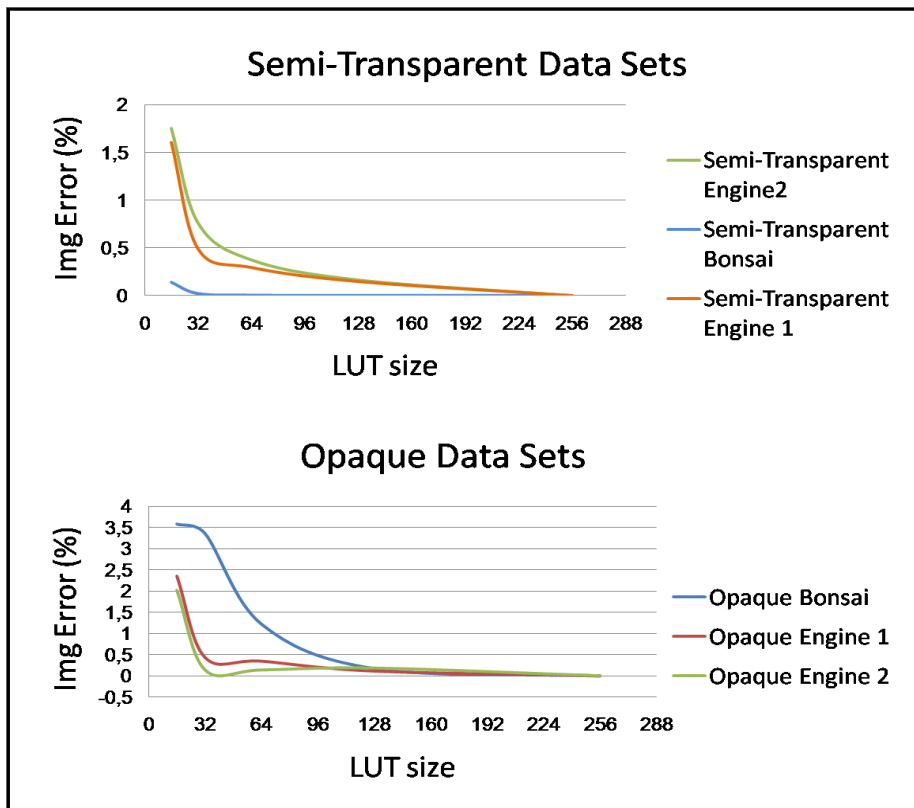 Semi-Transparent Data Sets
Img Error (%)
2
1,5
1
0,5
0
0 32 64 96 128 160 192 224 256 288
LUT size
Semi-Transparent
Engine2
Semi-Transparent
Bonsai
Semi-Transparent
Engine 1
Opaque Data Sets
Img Error (%)
4
3,5
3
2,5
2
1,5
1
0,5
0
-0,5
0 32 64 96 128 160 192 224 256 288
LUT size
Opaque Bonsai
Opaque Engine 1
Opaque Engine 2